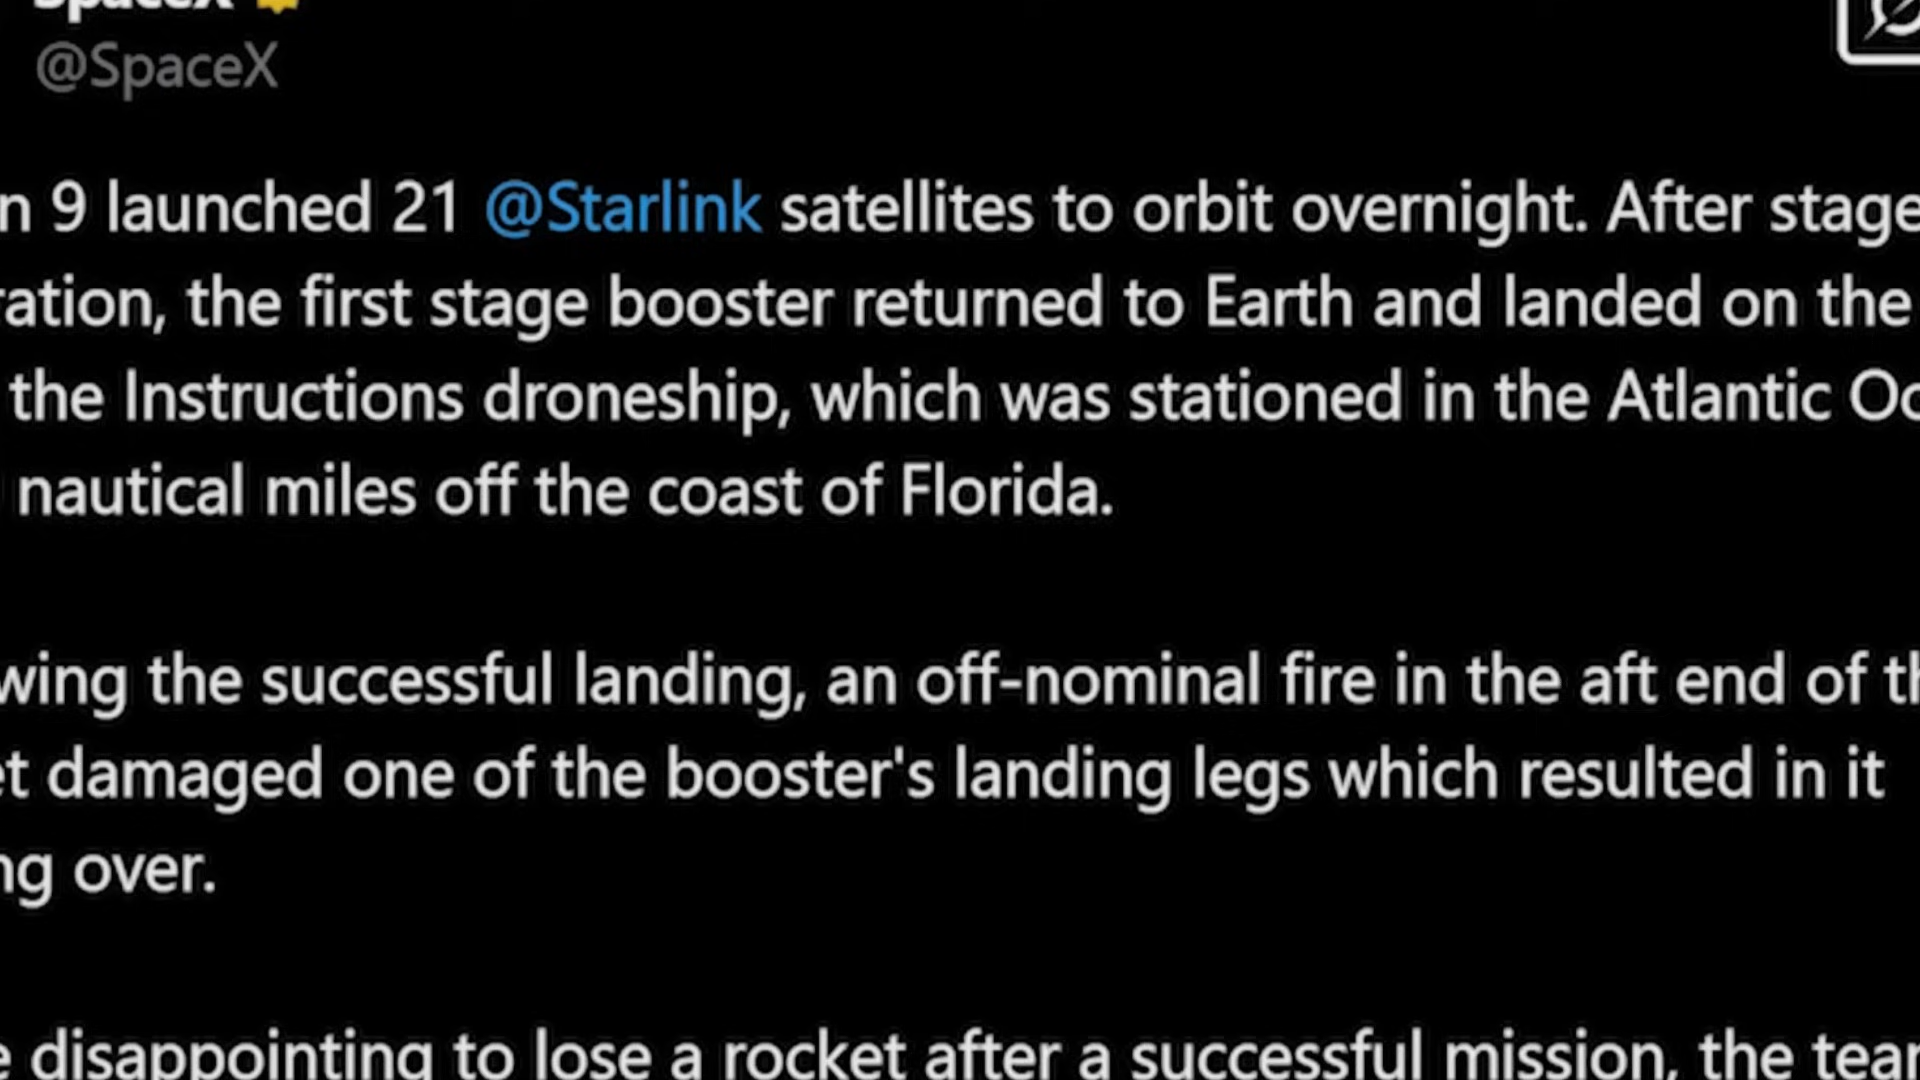 SpaceX
@SpaceX
n 9 launched 21 @Starlink satellites to orbit overnight. After stage
ration, the first stage booster returned to Earth and landed on the
the Instructions droneship, which was stationed in the Atlantic Oc
nautical miles off the coast of Florida.
wing the successful landing, an off-nominal fire in the aft end of th
et damaged one of the booster's landing legs which resulted in it
ng over.
e disappointing to lose a rocket after a successful mission, the tea